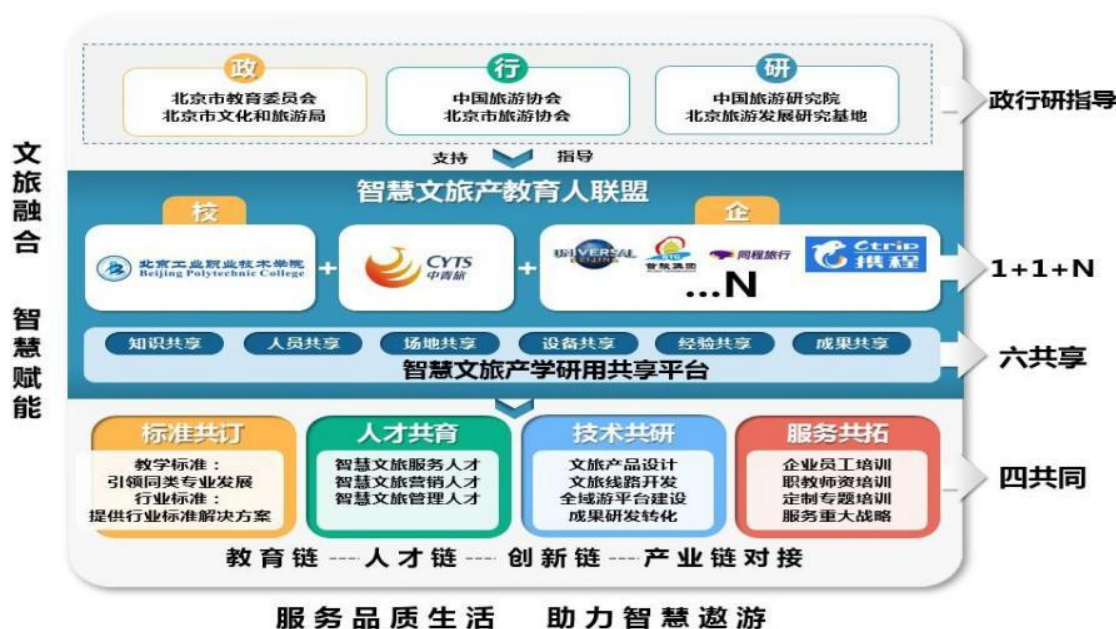 政
行
研
北京市教育委员会
北京市文化和旅游局
中国旅游协会
北京市旅游协会
中国旅游研究院
北京旅游发展研究基地
政行研指导
文旅融合 智慧赋能
支持 指导
智慧文旅产教育人联盟
校
企
北京工业职业技术学院
Beijing Polytechnic College
+
CYTS
中青旅
+
UNIVERSAL
BEIJING
首旅集团
同程旅行
Ctrip
携程
...N
1+1+N
知识共享
人员共享
场地共享
设备共享
经验共享
成果共享
智慧文旅产学研用共享平台
六共享
标准共订
教学标准：
引领同类专业发展
行业标准：
提供行业标准解决方案
人才共育
智慧文旅服务人才
智慧文旅营销人才
智慧文旅管理人才
技术共研
文旅产品设计
文旅线路开发
全域游平台建设
成果研发转化
服务共拓
企业员工培训
职教师资培训
定制专题培训
服务重大战略
四共同
教育链----人才链----创新链----产业链对接
服务品质生活 助力智慧遨游